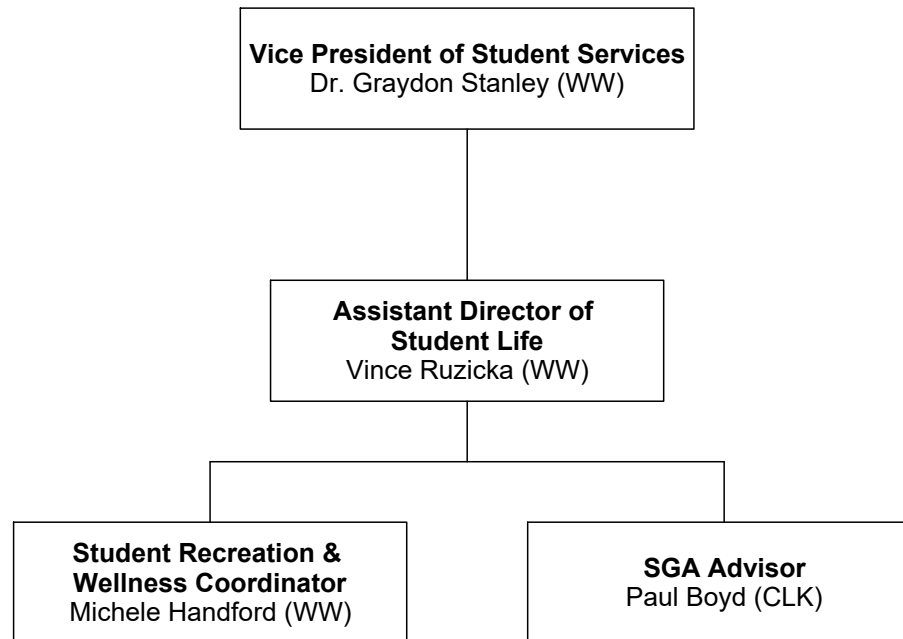 Vice President of Student Services
Dr. Graydon Stanley (WW)
Assistant Director of
Student Life
Vince Ruzicka (WW)
Student Recreation &
Wellness Coordinator
Michele Handford (WW)
SGA Advisor
Paul Boyd (CLK)